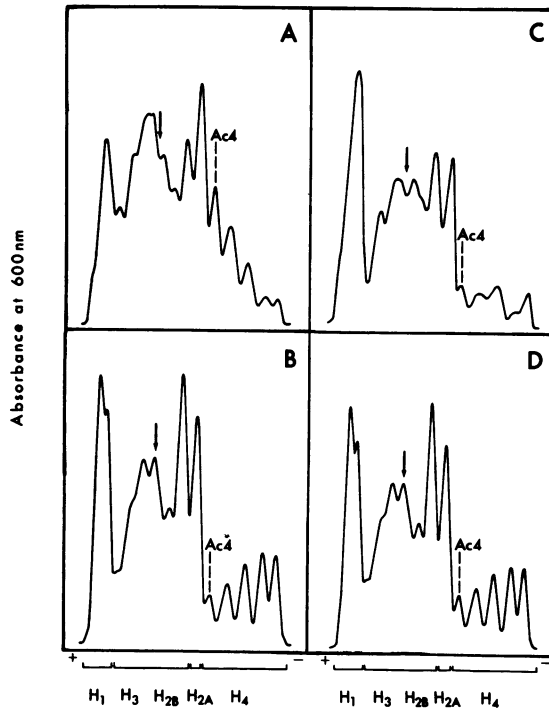 Absorbance at 600nm
A
Ac4
C
Ac4
B
Ac4
D
Ac4
+ −
H1 H3 H2B H2A H4
+ −
H1 H3 H2B H2A H4